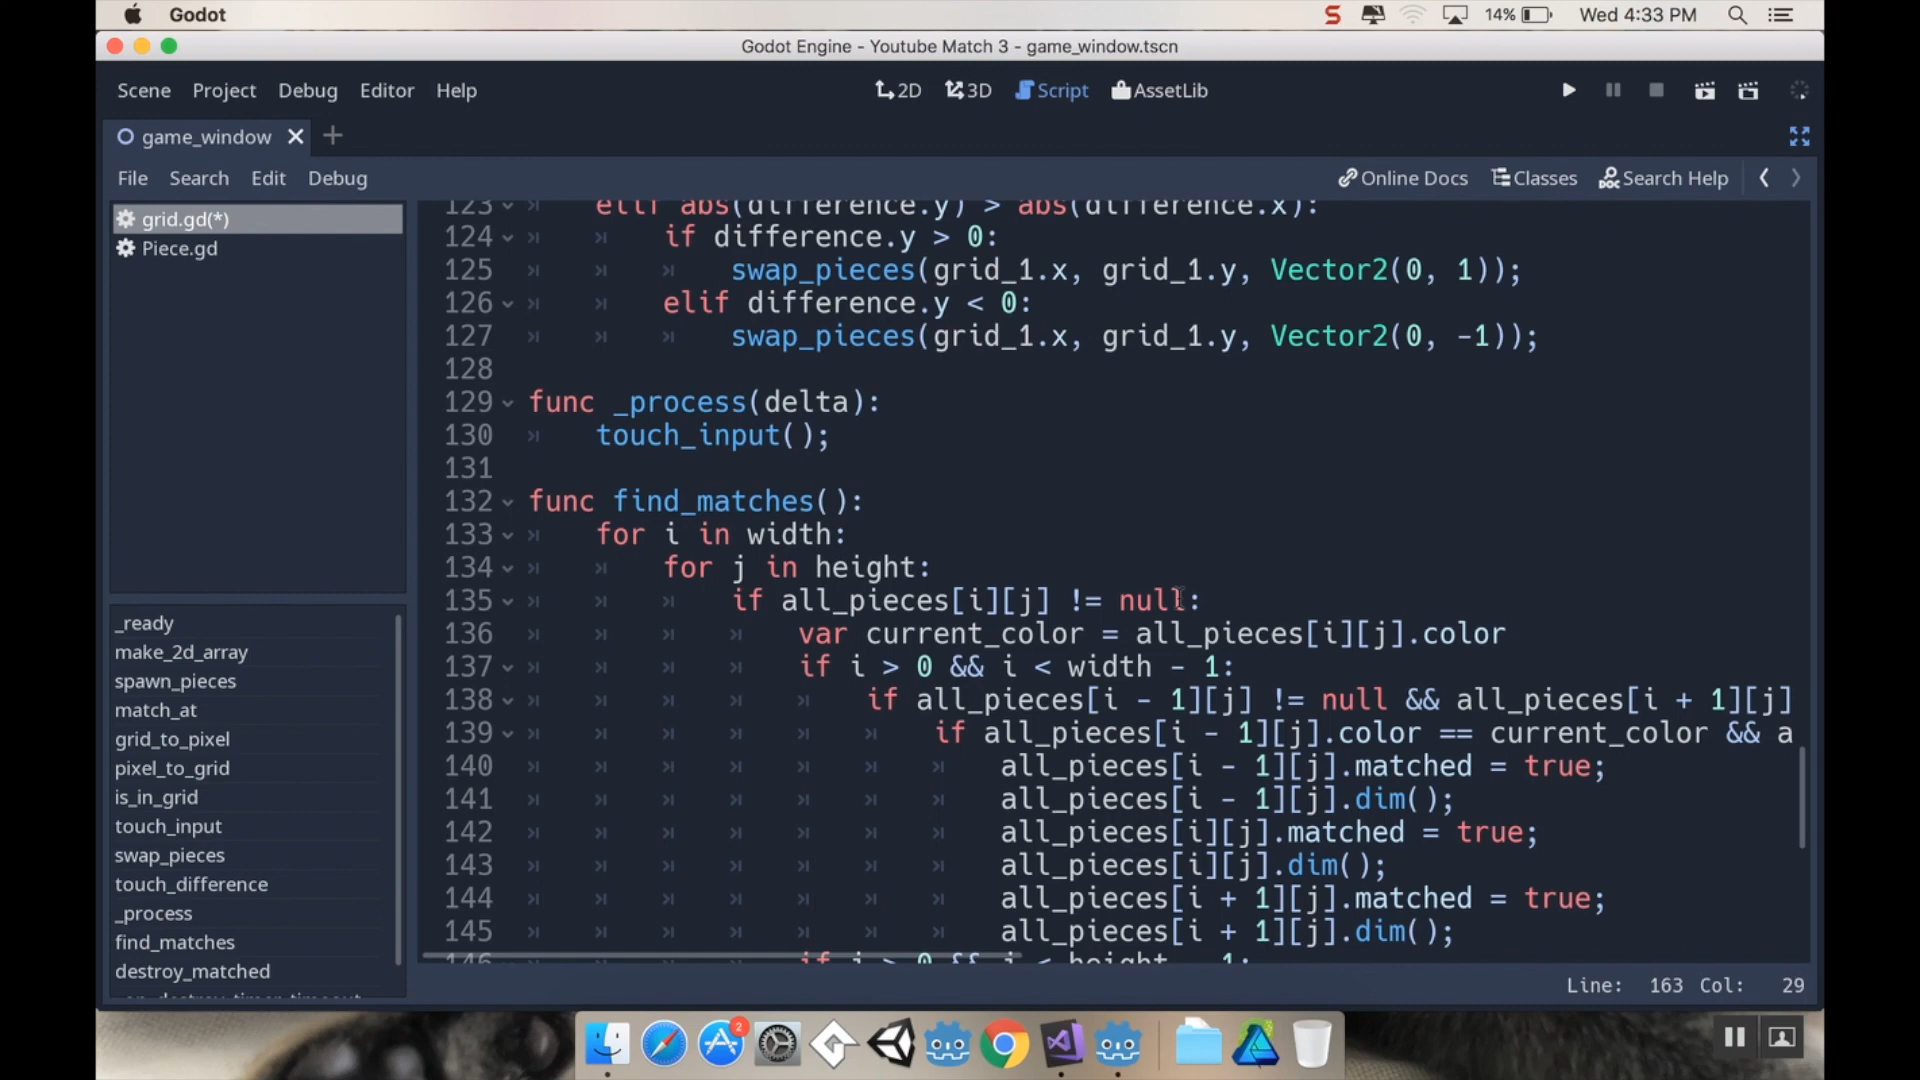 Godot
14%
Wed 4:33 PM
Godot Engine - Youtube Match 3 - game_window.tscn
Scene Project Debug Editor Help
2D 3D Script AssetLib
game_window
File Search Edit Debug
Online Docs Classes Search Help
grid.gd(*)
Piece.gd
_ready
make_2d_array
spawn_pieces
match_at
grid_to_pixel
pixel_to_grid
is_in_grid
touch_input
swap_pieces
touch_difference
_process
find_matches
destroy_matched
123 elif abs(difference.y) > abs(difference.x):
124 if difference.y > 0:
125 swap_pieces(grid_1.x, grid_1.y, Vector2(0, 1));
126 elif difference.y < 0:
127 swap_pieces(grid_1.x, grid_1.y, Vector2(0, -1));
128
129 func _process(delta):
130 touch_input();
131
132 func find_matches():
133 for i in width:
134 for j in height:
135 if all_pieces[i][j] != null:
136 var current_color = all_pieces[i][j].color
137 if i > 0 && i < width - 1:
138 if all_pieces[i - 1][j] != null && all_pieces[i + 1][j]
139 if all_pieces[i - 1][j].color == current_color && a
140 all_pieces[i - 1][j].matched = true;
141 all_pieces[i - 1][j].dim();
142 all_pieces[i][j].matched = true;
143 all_pieces[i][j].dim();
144 all_pieces[i + 1][j].matched = true;
145 all_pieces[i + 1][j].dim();
Line: 163 Col: 29
2